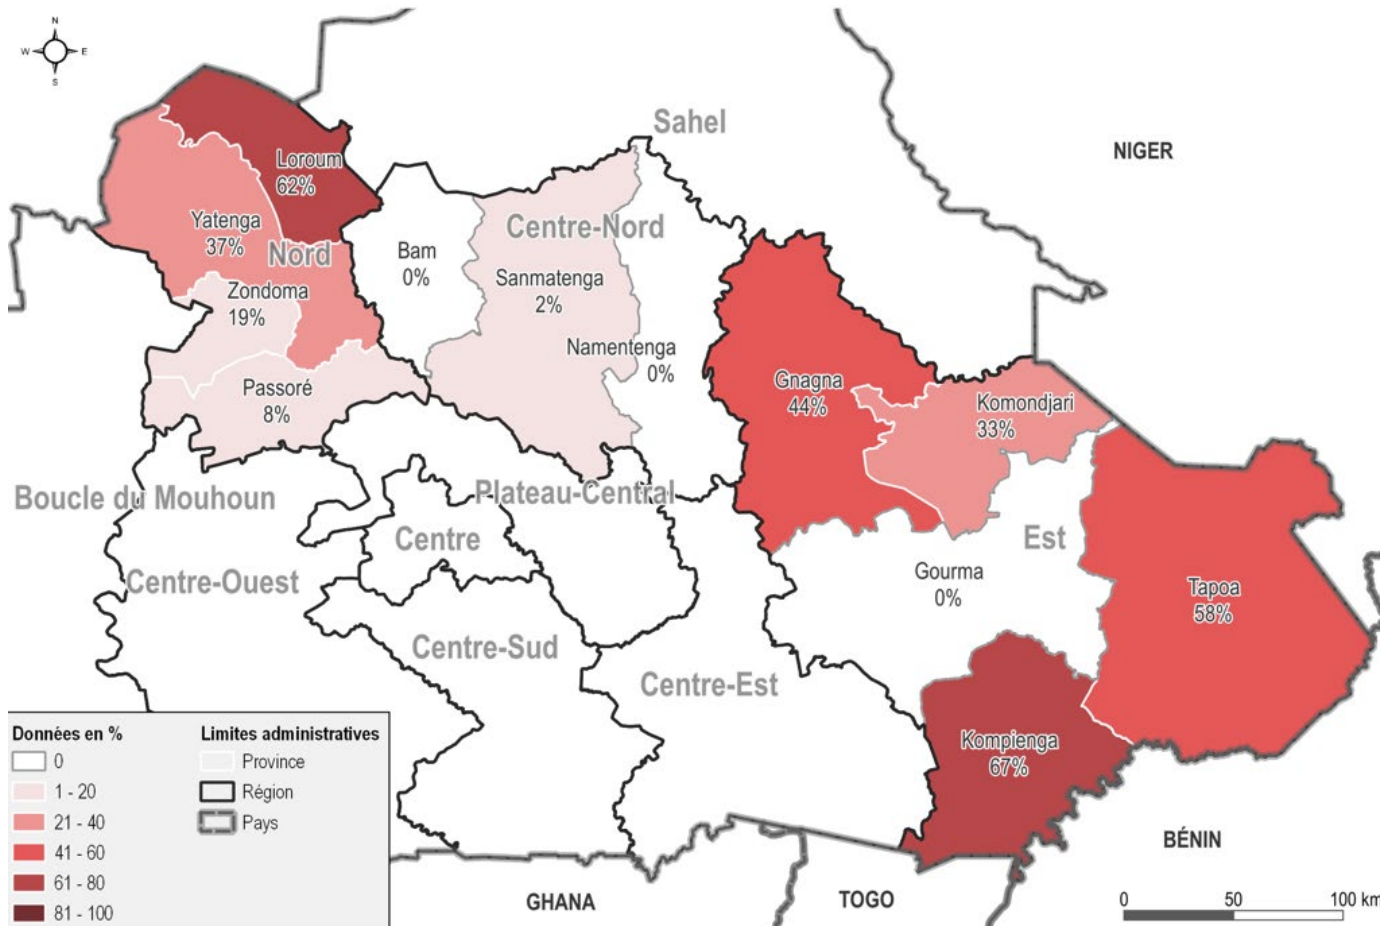 N
W E
S
Sahel
NIGER
Loroum
62%
Yatenga
37%
Nord
Bam
0%
Centre-Nord
Sanmatenga
2%
Zondoma
19%
Namentenga
0%
Passoré
8%
Gnagna
44%
Komondjari
33%
Boucle du Mouhoun
Plateau-Central
Centre
Est
Centre-Ouest
Gourma
0%
Tapoa
58%
Centre-Sud
Centre-Est
Kompienga
67%
Données en %
0
1 - 20
21 - 40
41 - 60
61 - 80
81 - 100
Limites administratives
Province
Région
Pays
BÉNIN
GHANA
TOGO
0 50 100 km